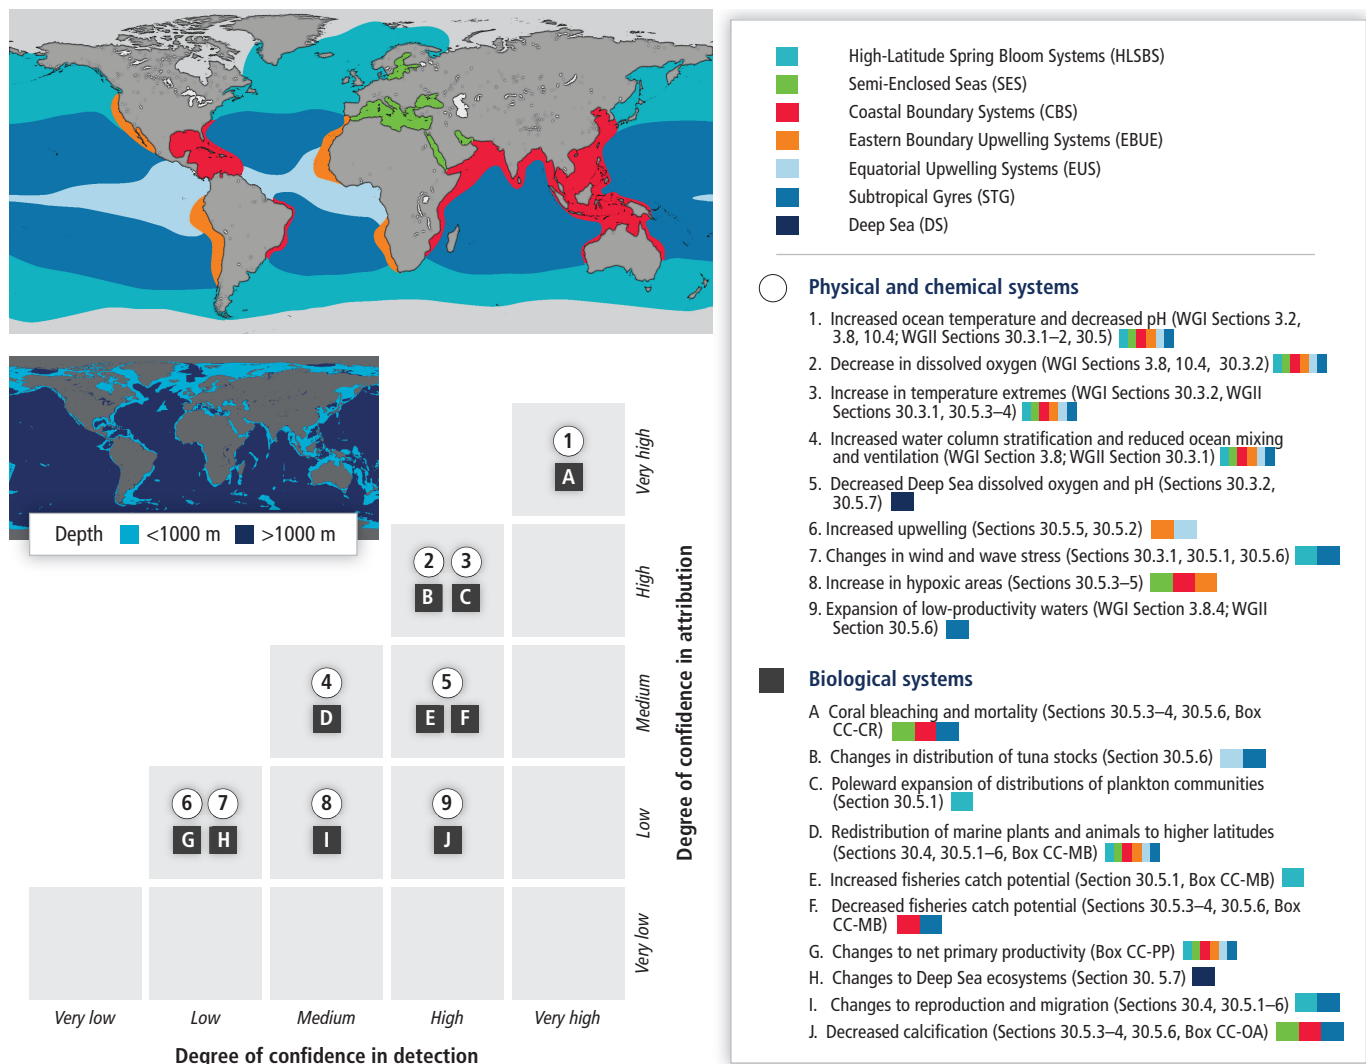 High-Latitude Spring Bloom Systems (HLSBS)
Semi-Enclosed Seas (SES)
Coastal Boundary Systems (CBS)
Eastern Boundary Upwelling Systems (EBUE)
Equatorial Upwelling Systems (EUS)
Subtropical Gyres (STG)
Deep Sea (DS)
Physical and chemical systems
1. Increased ocean temperature and decreased pH (WGI Sections 3.2,
3.8, 10.4; WGII Sections 30.3.1–2, 30.5)
2. Decrease in dissolved oxygen (WGI Sections 3.8, 10.4, 30.3.2)
3. Increase in temperature extremes (WGI Sections 30.3.2, WGII
Sections 30.3.1, 30.5.3–4)
4. Increased water column stratification and reduced ocean mixing
and ventilation (WGI Section 3.8; WGII Section 30.3.1)
5. Decreased Deep Sea dissolved oxygen and pH (Sections 30.3.2,
30.5.7)
6. Increased upwelling (Sections 30.5.5, 30.5.2)
7. Changes in wind and wave stress (Sections 30.3.1, 30.5.1, 30.5.6)
8. Increase in hypoxic areas (Sections 30.5.3–5)
9. Expansion of low-productivity waters (WGI Section 3.8.4; WGII
Section 30.5.6)
Biological systems
A Coral bleaching and mortality (Sections 30.5.3–4, 30.5.6, Box
CC-CR)
B. Changes in distribution of tuna stocks (Section 30.5.6)
C. Poleward expansion of distributions of plankton communities
(Section 30.5.1)
D. Redistribution of marine plants and animals to higher latitudes
(Sections 30.4, 30.5.1–6, Box CC-MB)
E. Increased fisheries catch potential (Section 30.5.1, Box CC-MB)
F. Decreased fisheries catch potential (Sections 30.5.3–4, 30.5.6, Box
CC-MB)
G. Changes to net primary productivity (Box CC-PP)
H. Changes to Deep Sea ecosystems (Section 30. 5.7)
I. Changes to reproduction and migration (Sections 30.4, 30.5.1–6)
J. Decreased calcification (Sections 30.5.3–4, 30.5.6, Box CC-OA)
Depth <1000 m >1000 m
1
A
Very high
2 3
B C
High
4 5
D E F
Medium
6 7 8 9
G H I J
Low
Very low
Degree of confidence in attribution
Very low Low Medium High Very high
Degree of confidence in detection